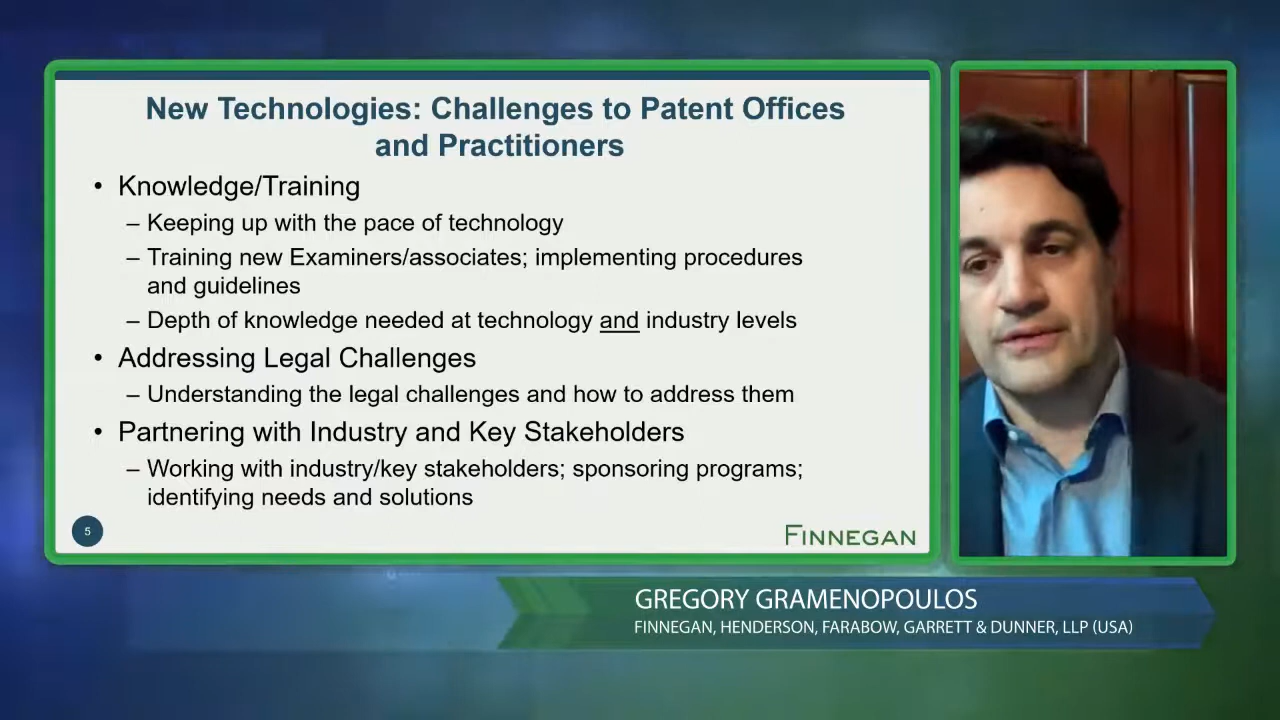 New Technologies: Challenges to Patent Offices
and Practitioners
• Knowledge/Training
– Keeping up with the pace of technology
– Training new Examiners/associates; implementing procedures
and guidelines
– Depth of knowledge needed at technology and industry levels
• Addressing Legal Challenges
– Understanding the legal challenges and how to address them
• Partnering with Industry and Key Stakeholders
– Working with industry/key stakeholders; sponsoring programs;
identifying needs and solutions
5
FINNEGAN
GREGORY GRAMENOPOULOS
FINNEGAN, HENDERSON, FARABOW, GARRETT & DUNNER, LLP (USA)